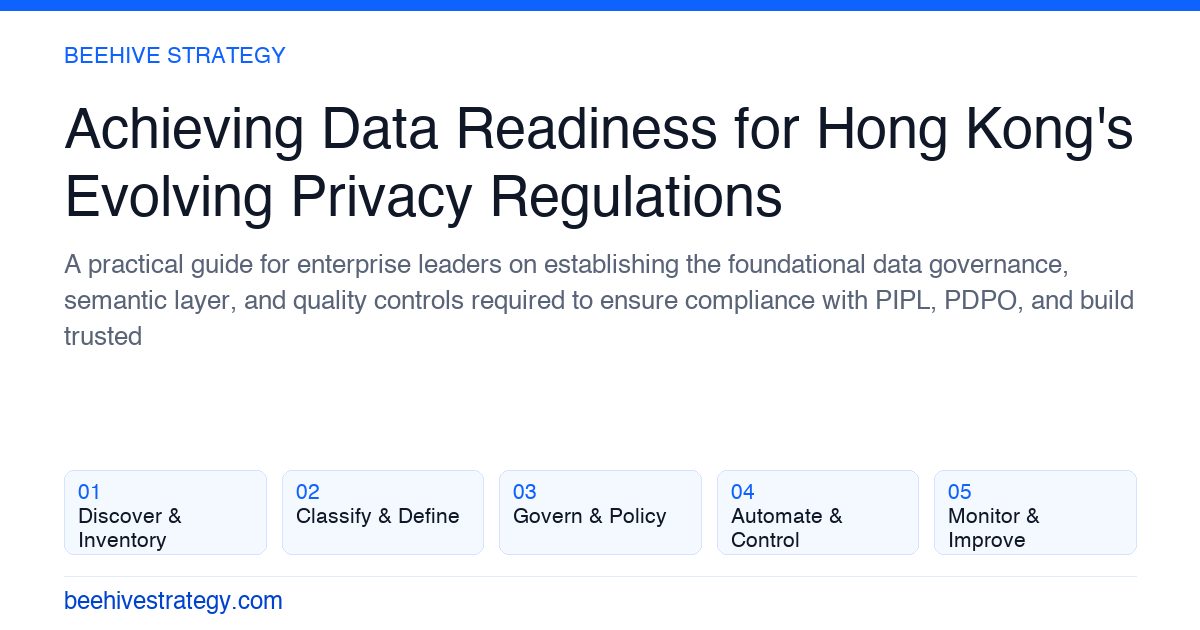 BEEHIVE STRATEGY
Achieving Data Readiness for Hong Kong's
Evolving Privacy Regulations
A practical guide for enterprise leaders on establishing the foundational data governance,
semantic layer, and quality controls required to ensure compliance with PIPL, PDPO, and build
trusted
01
Discover &
Inventory
02
Classify & Define
03
Govern & Policy
04
Automate &
Control
05
Monitor &
Improve
beehivestrategy.com